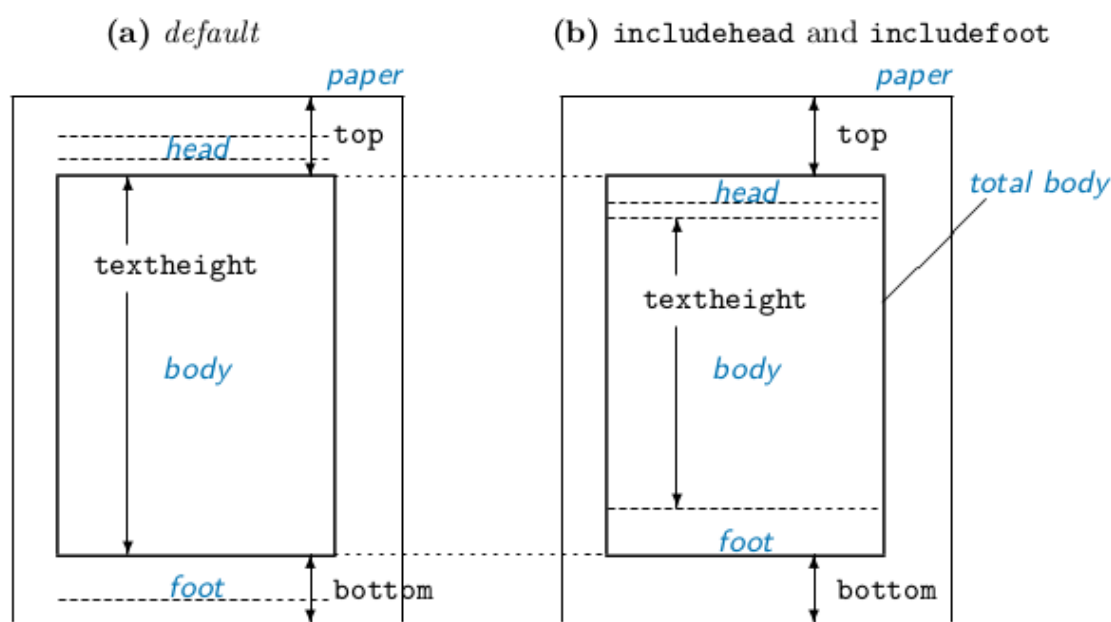 (a) default
(b) includehead and includefoot
paper
paper
top
head
top
head
total body
textheight
textheight
body
body
foot
foot
bottom
bottom